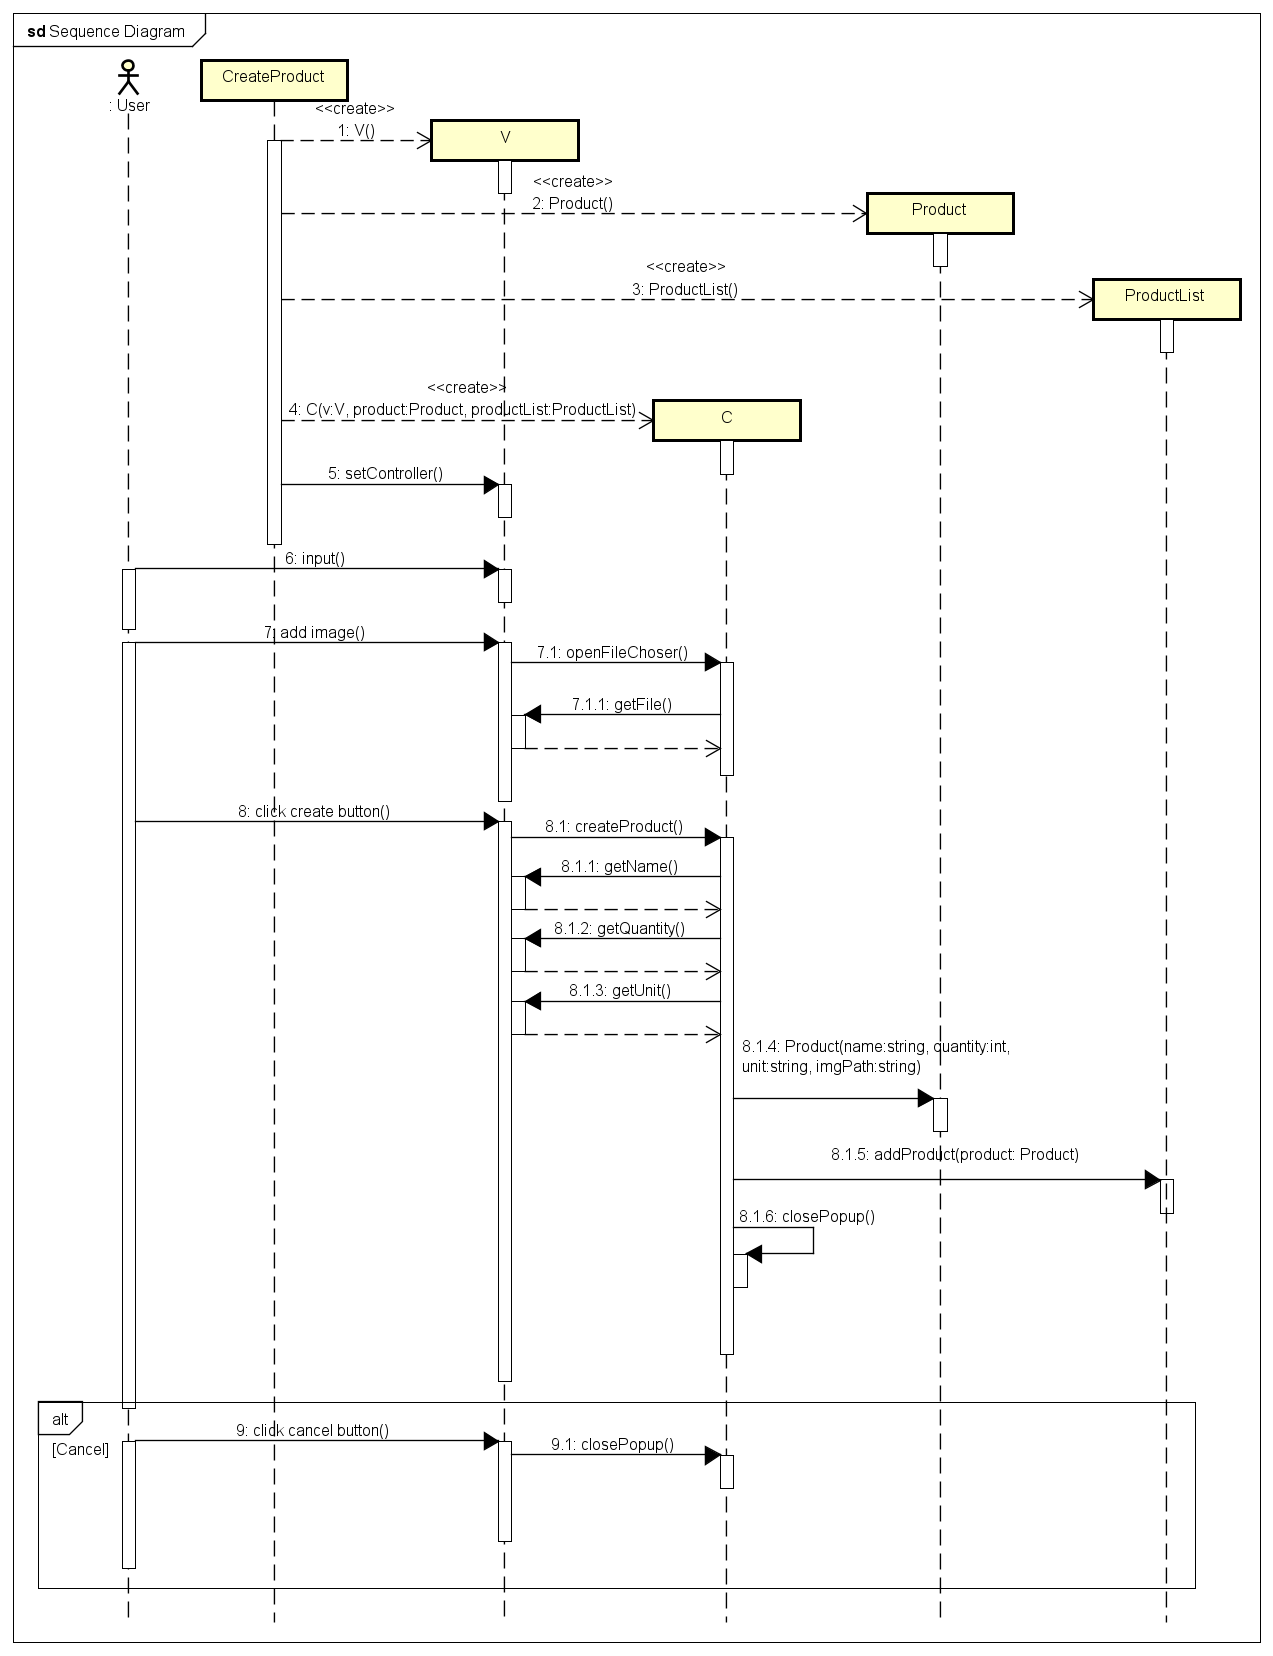 sd Sequence Diagram
: User
CreateProduct
<<create>>
1: V()
V
<<create>>
2: Product()
Product
<<create>>
3: ProductList()
ProductList
<<create>>
4: C(v:V, product:Product, productList:ProductList)
C
5: setController()
6: input()
7: add image()
7.1: openFileChoser()
7.1.1: getFile()
8: click create button()
8.1: createProduct()
8.1.1: getName()
8.1.2: getQuantity()
8.1.3: getUnit()
8.1.4: Product(name:string, quantity:int,
unit:string, imgPath:string)
8.1.5: addProduct(product: Product)
8.1.6: closePopup()
alt
[Cancel]
9: click cancel button()
9.1: closePopup()